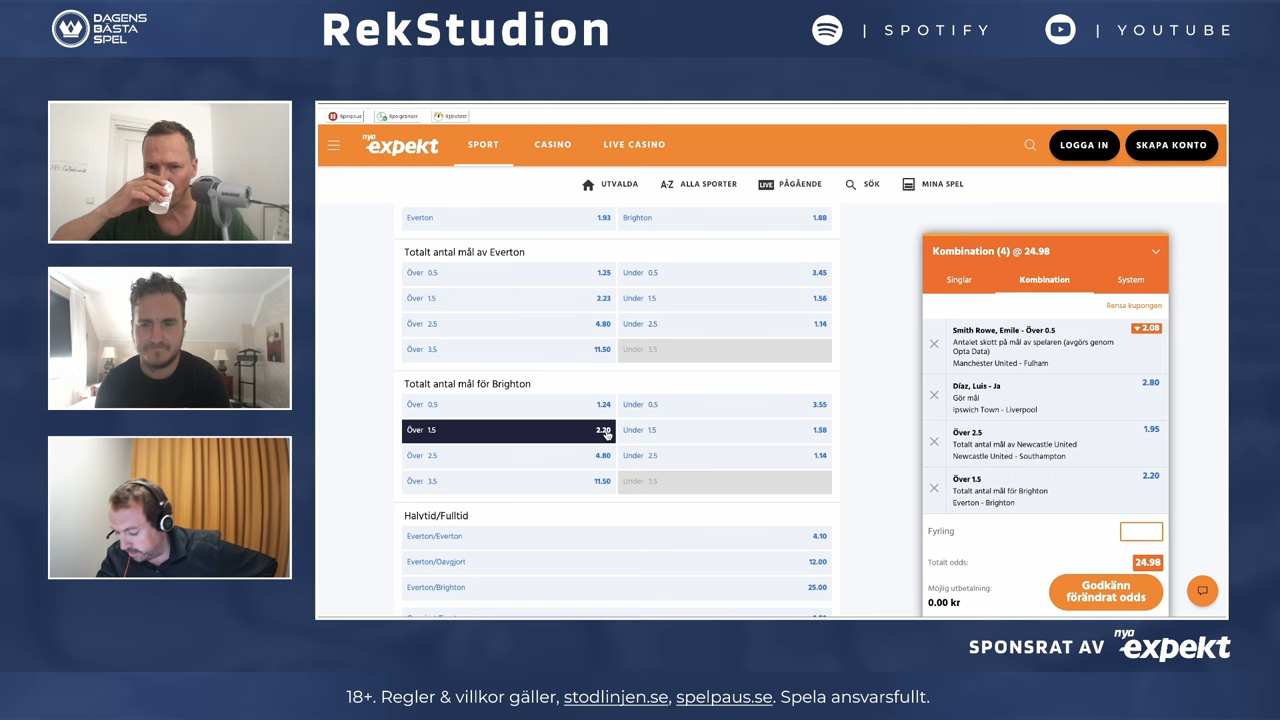 DAGENS
BÄSTA
SPEL
RekStudion
| SPOTIFY
| YOUTUBE
Spelpaus
Spelgränser
Självtest
nya expekt
SPORT
CASINO
LIVE CASINO
LOGGA IN
SKAPA KONTO
UTVALDA
A-Z ALLA SPORTER
LIVE PÅGÅENDE
SÖK
MINA SPEL
Everton 1.93 Brighton 1.88
Totalt antal mål av Everton
Över 0.5 1.25 Under 0.5 3.45
Över 1.5 2.23 Under 1.5 1.56
Över 2.5 4.80 Under 2.5 1.14
Över 3.5 11.50 Under 3.5
Totalt antal mål för Brighton
Över 0.5 1.24 Under 0.5 3.55
Över 1.5 2.20 Under 1.5 1.58
Över 2.5 4.80 Under 2.5 1.14
Över 3.5 11.50 Under 3.5
Halvtid/Fulltid
Everton/Everton 4.10
Everton/Oavgjort 12.00
Everton/Brighton 25.00
Kombination (4) @ 24.98
Singlar Kombination System
Rensa kupongen
Smith Rowe, Emile - Över 0.5 2.08
Antalet skott på mål av spelaren (avgörs genom
Opta Data)
Manchester United - Fulham
Díaz, Luis - Ja 2.80
Gör mål
Ipswich Town - Liverpool
Över 2.5 1.95
Totalt antal mål av Newcastle United
Newcastle United - Southampton
Över 1.5 2.20
Totalt antal mål för Brighton
Everton - Brighton
Fyrling
Totalt odds: 24.98
Möjlig utbetalning:
0.00 kr
Godkänn
förändrat odds
SPONSRAT AV nya expekt
18+. Regler & villkor gäller, stodlinjen.se, spelpaus.se. Spela ansvarsfullt.